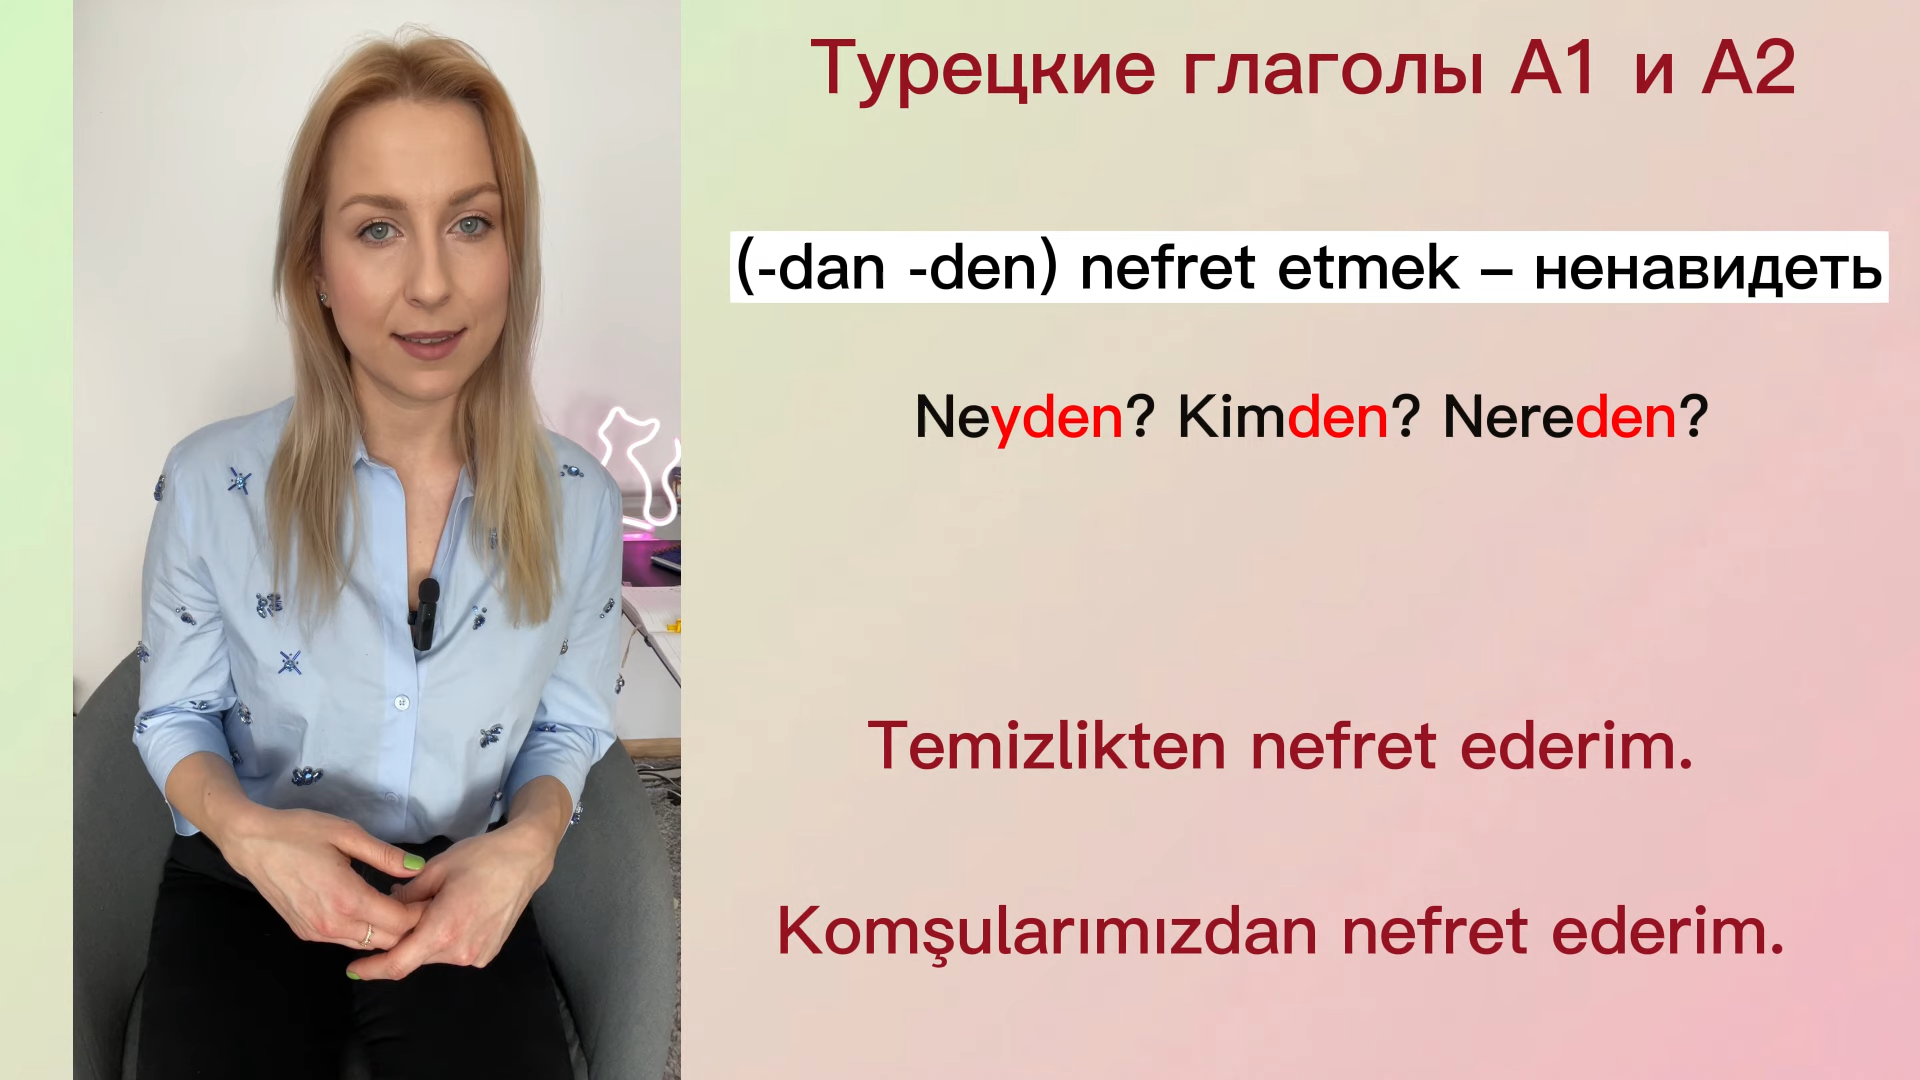 Турецкие глаголы А1 и А2
(-dan -den) nefret etmek – ненавидеть
Neyden? Kimden? Nereden?
Temizlikten nefret ederim.
Komşularımızdan nefret ederim.